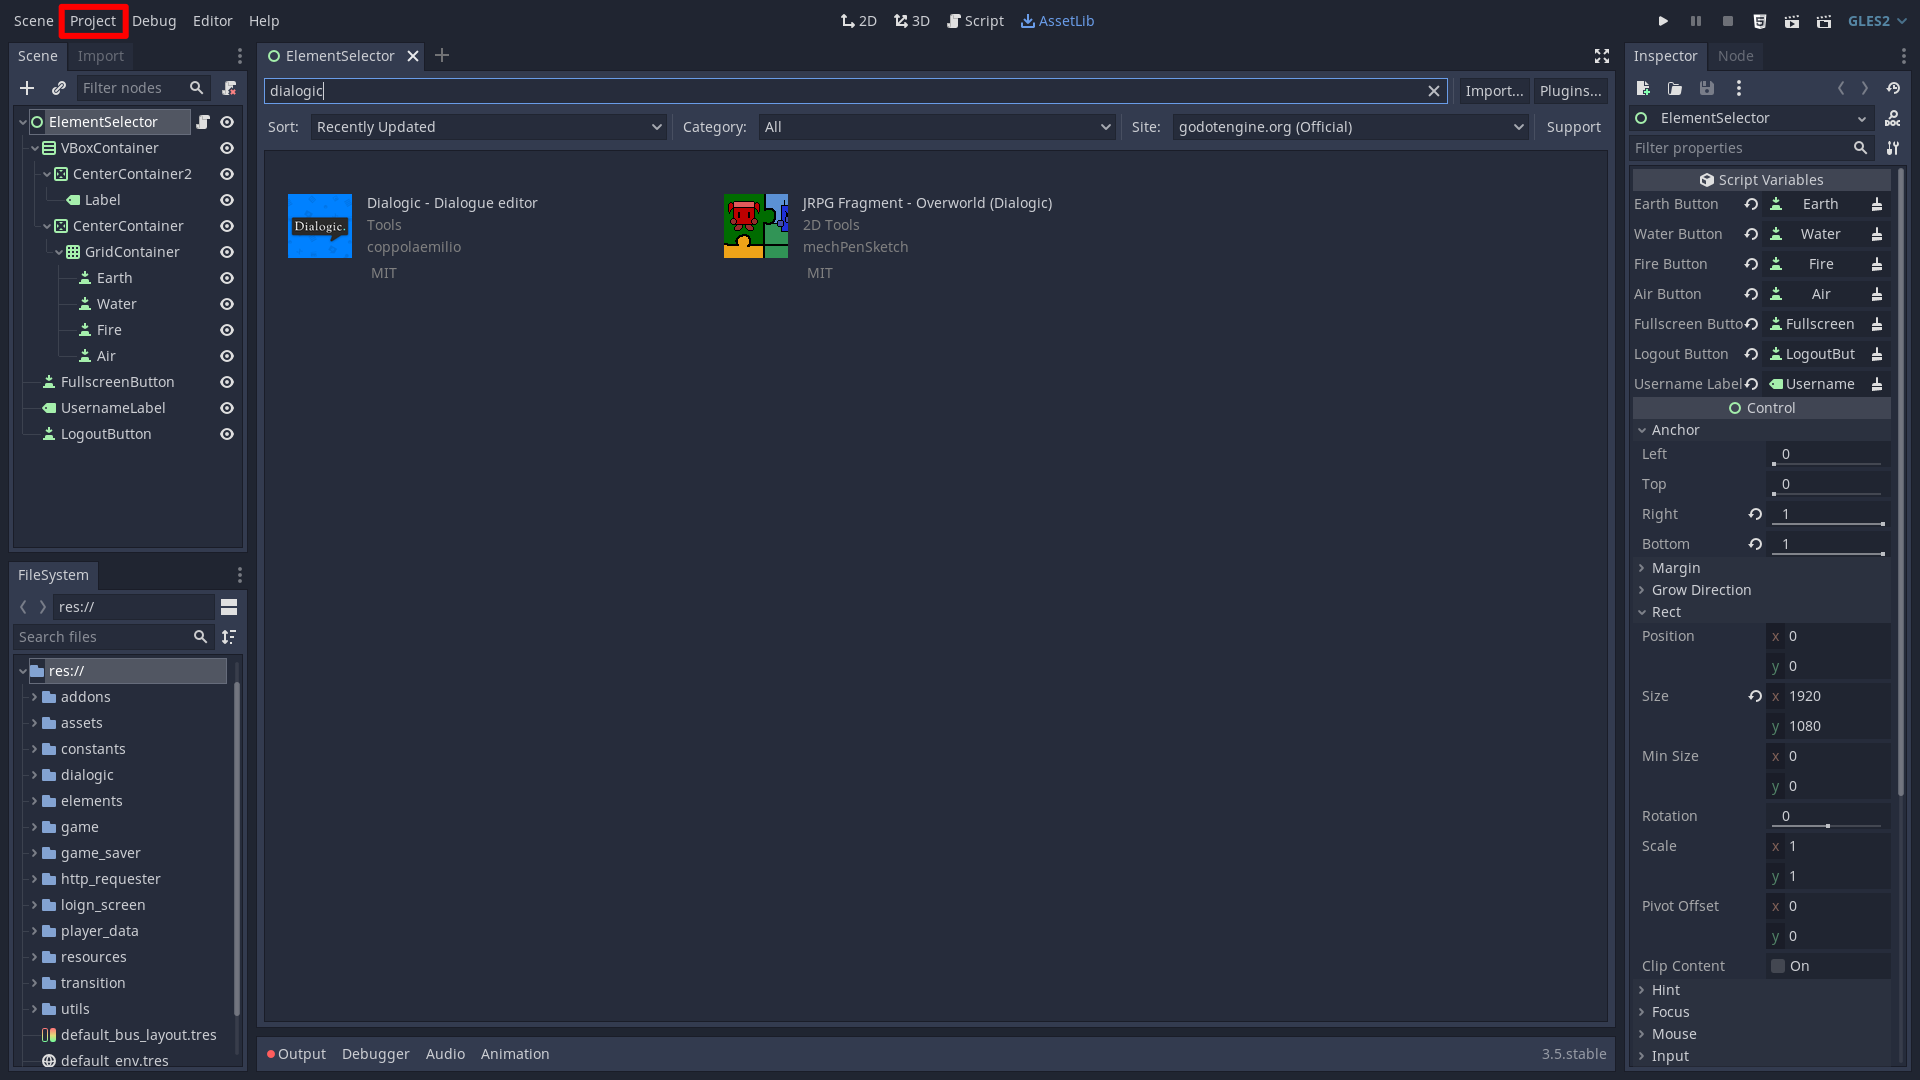 Scene Project Debug Editor Help
2D 3D Script AssetLib
GLES2
Scene Import
Filter nodes
ElementSelector
VBoxContainer
CenterContainer2
Label
CenterContainer
GridContainer
Earth
Water
Fire
Air
FullscreenButton
UsernameLabel
LogoutButton
FileSystem
res://
Search files
res://
addons
assets
constants
dialogic
elements
game
game_saver
http_requester
loign_screen
player_data
resources
transition
utils
default_bus_layout.tres
default_env.tres
ElementSelector
dialogic
Import... Plugins...
Sort: Recently Updated Category: All Site: godotengine.org (Official) Support
Dialogic - Dialogue editor
Tools
coppolaemilio
MIT
Dialogic.
JRPG Fragment - Overworld (Dialogic)
2D Tools
mechPenSketch
MIT
Output Debugger Audio Animation
3.5.stable
Inspector Node
ElementSelector
Filter properties
Script Variables
Earth Button Earth
Water Button Water
Fire Button Fire
Air Button Air
Fullscreen Butto Fullscreen
Logout Button LogoutBut
Username Label Username
Control
Anchor
Left 0
Top 0
Right 1
Bottom 1
Margin
Grow Direction
Rect
Position x 0
y 0
Size x 1920
y 1080
Min Size x 0
y 0
Rotation 0
Scale x 1
y 1
Pivot Offset x 0
y 0
Clip Content On
Hint
Focus
Mouse
Input